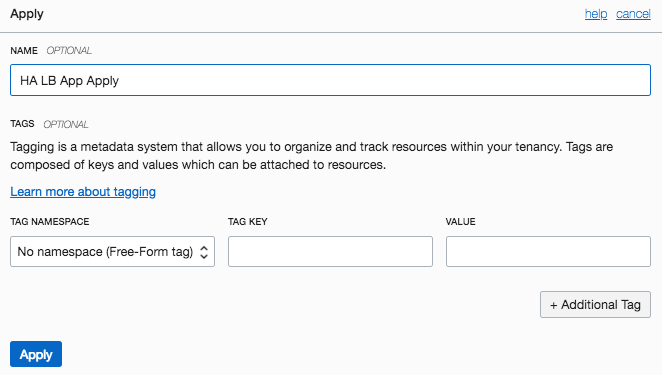 Apply help cancel
NAME OPTIONAL
HA LB App Apply
TAGS OPTIONAL
Tagging is a metadata system that allows you to organize and track resources within your tenancy. Tags are
composed of keys and values which can be attached to resources.
Learn more about tagging
TAG NAMESPACE TAG KEY VALUE
No namespace (Free-Form tag)
+ Additional Tag
Apply